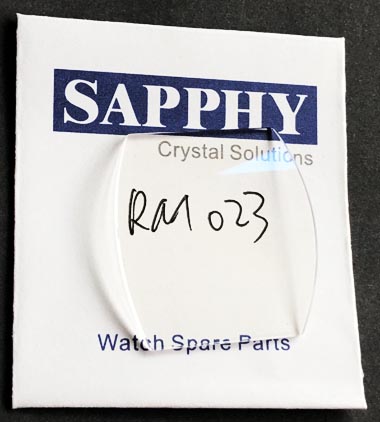 SAPPHY
Crystal Solutions
RM 023
Watch Spare Parts